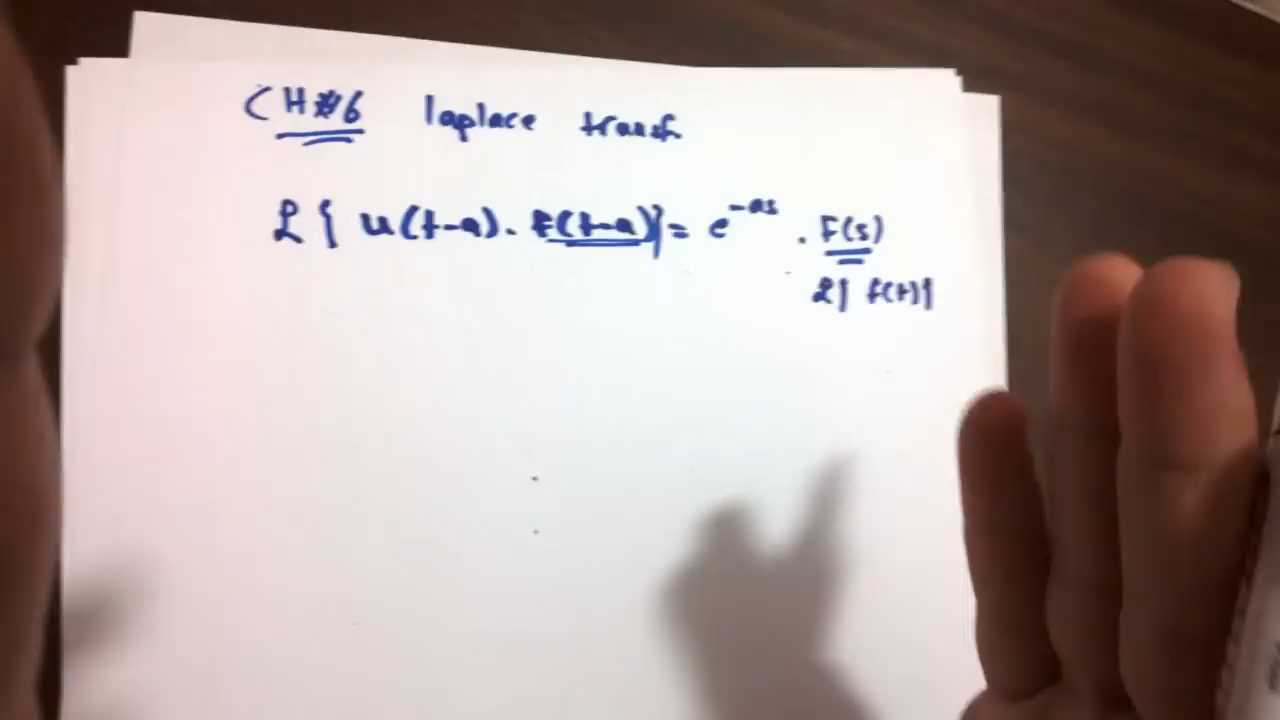 CH#6 laplace transf
ℒ{ u(t-a). f(t-a)}= e^-as . F(s)
ℒ{ f(t)}